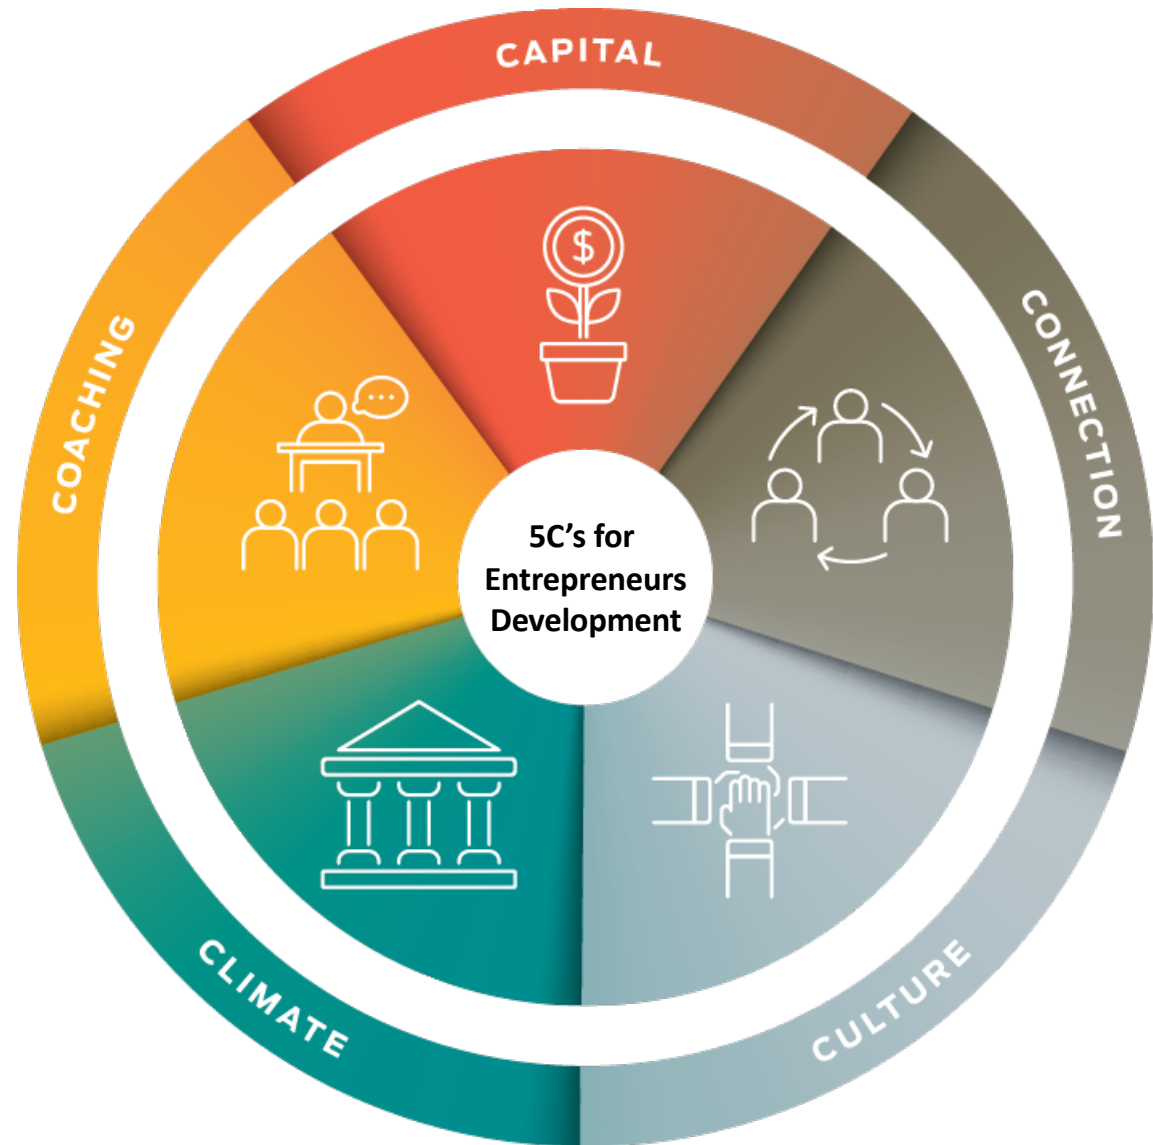 CAPITAL
CONNECTION
CULTURE
CLIMATE
COACHING
$
5C’s for
Entrepreneurs
Development